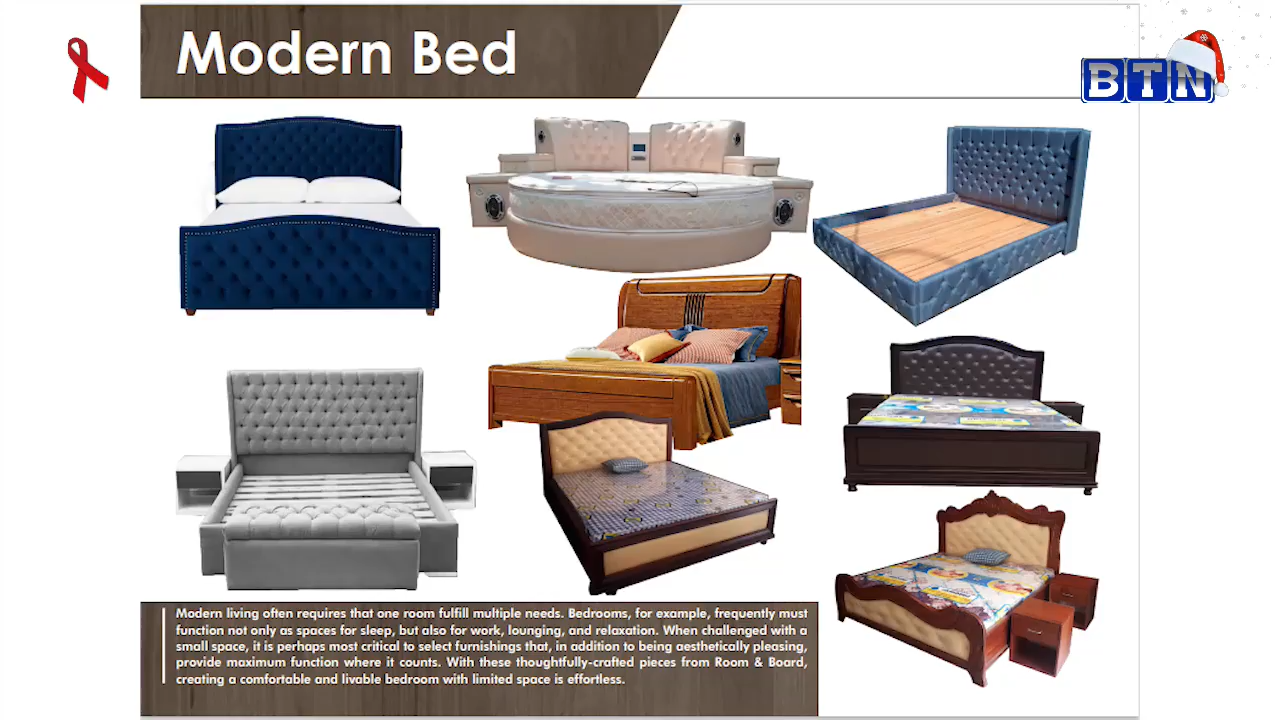 Modern Bed
BTN
Modern living often requires that one room fulfill multiple needs. Bedrooms, for example, frequently must
function not only as spaces for sleep, but also for work, lounging, and relaxation. When challenged with a
small space, it is perhaps most critical to select furnishings that, in addition to being aesthetically pleasing,
provide maximum function where it counts. With these thoughtfully-crafted pieces from Room & Board,
creating a comfortable and livable bedroom with limited space is effortless.